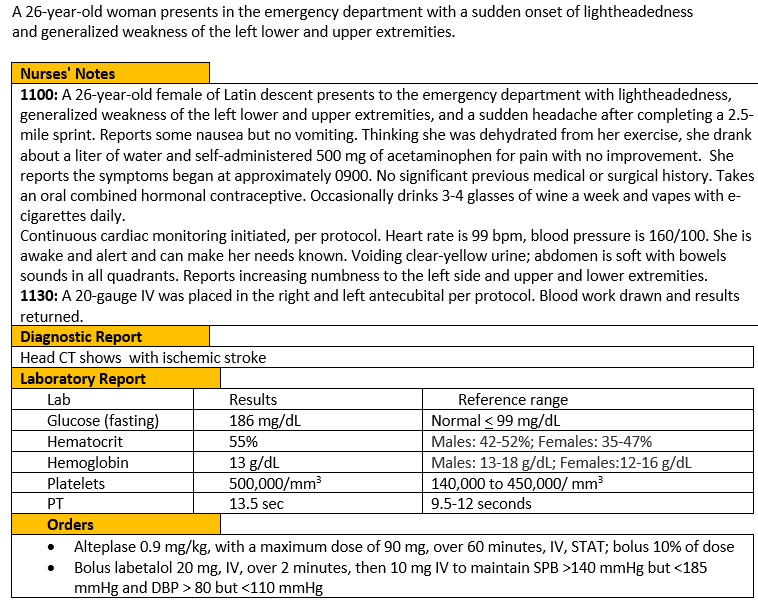 A 26-year-old woman presents in the emergency department with a sudden onset of lightheadedness
and generalized weakness of the left lower and upper extremities.
Nurses' Notes
1100: A 26-year-old female of Latin descent presents to the emergency department with lightheadedness,
generalized weakness of the left lower and upper extremities, and a sudden headache after completing a 2.5-
mile sprint. Reports some nausea but no vomiting. Thinking she was dehydrated from her exercise, she drank
about a liter of water and self-administered 500 mg of acetaminophen for pain with no improvement. She
reports the symptoms began at approximately 0900. No significant previous medical or surgical history. Takes
an oral combined hormonal contraceptive. Occasionally drinks 3-4 glasses of wine a week and vapes with e-
cigarettes daily.
Continuous cardiac monitoring initiated, per protocol. Heart rate is 99 bpm, blood pressure is 160/100. She is
awake and alert and can make her needs known. Voiding clear-yellow urine; abdomen is soft with bowels
sounds in all quadrants. Reports increasing numbness to the left side and upper and lower extremities.
1130: A 20-gauge IV was placed in the right and left antecubital per protocol. Blood work drawn and results
returned.
Diagnostic Report
Head CT shows with ischemic stroke
Laboratory Report
Lab Results Reference range
Glucose (fasting) 186 mg/dL Normal ≤ 99 mg/dL
Hematocrit 55% Males: 42-52%; Females: 35-47%
Hemoglobin 13 g/dL Males: 13-18 g/dL; Females:12-16 g/dL
Platelets 500,000/mm³ 140,000 to 450,000/ mm³
PT 13.5 sec 9.5-12 seconds
Orders
• Alteplase 0.9 mg/kg, with a maximum dose of 90 mg, over 60 minutes, IV, STAT; bolus 10% of dose
• Bolus labetalol 20 mg, IV, over 2 minutes, then 10 mg IV to maintain SPB >140 mmHg but <185
mmHg and DBP > 80 but <110 mmHg